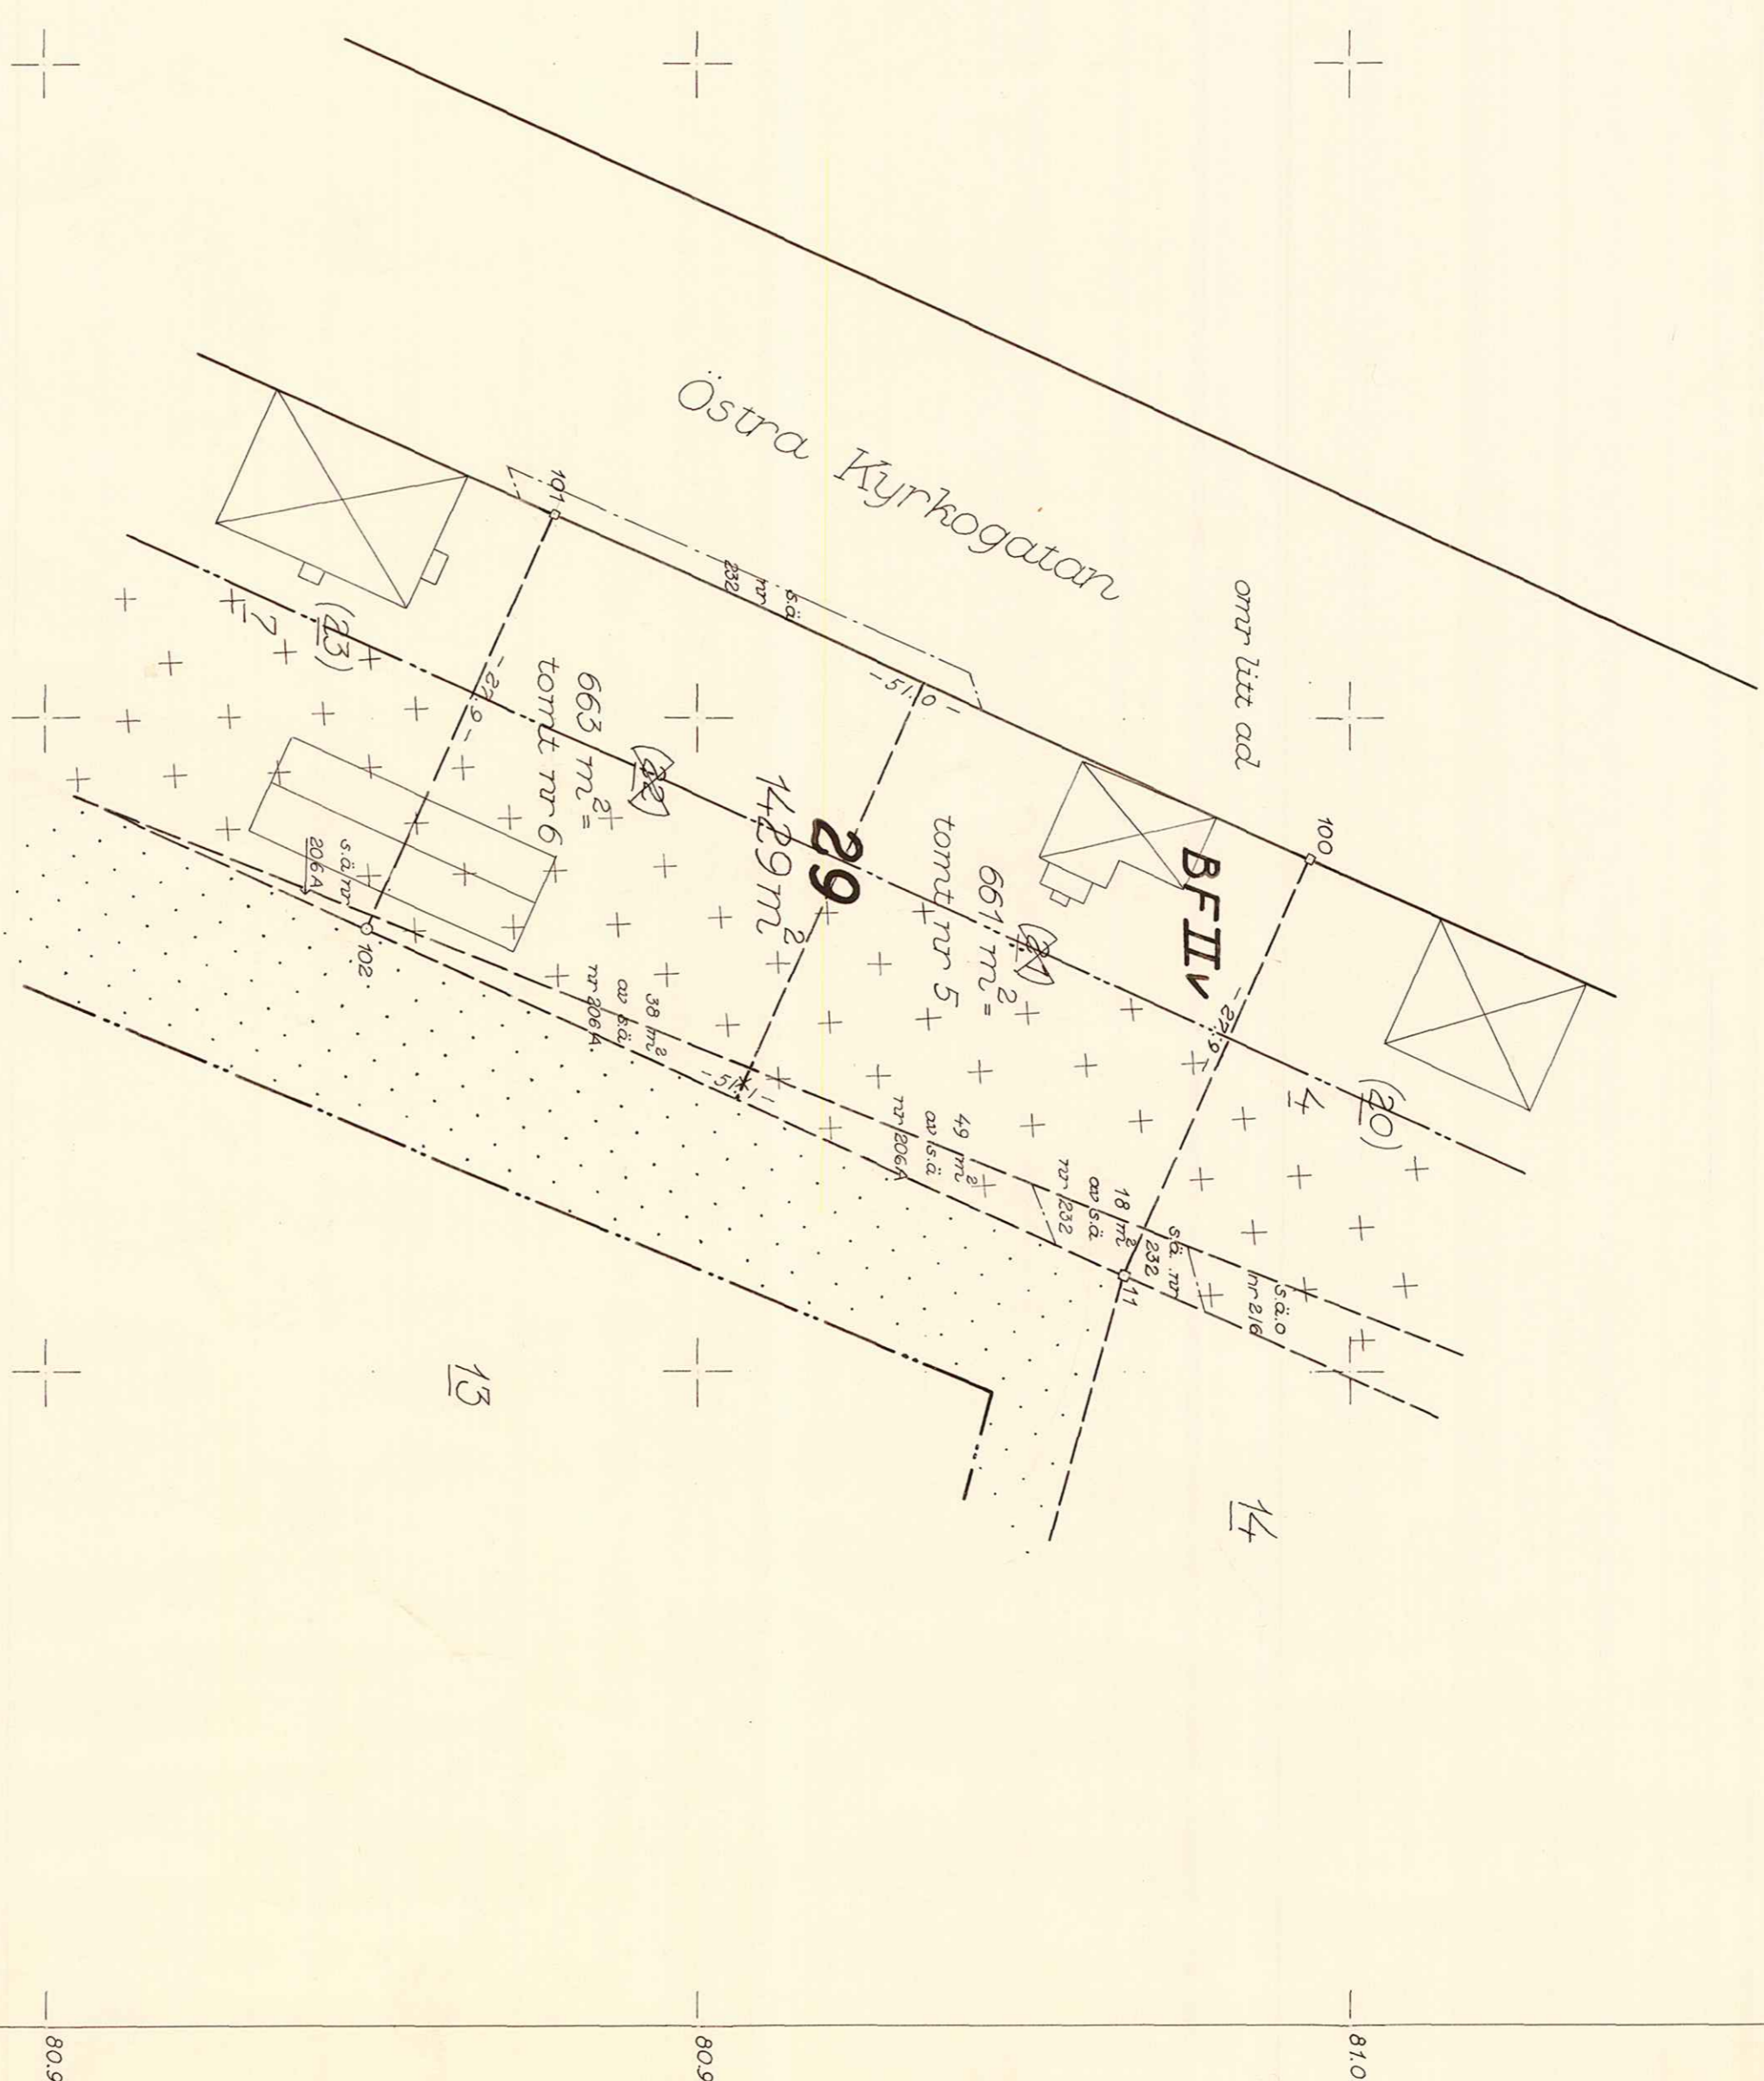 Östra Kyrkogatan
omr litt ad
101
s.ä
nr
232
-51.0-
100
BFIIv
-27.9-
(20)
4
(21)
661 m² =
tomt nr 5
29
1429 m²
(22)
663 m² =
tomt nr 6
-27.9-
(23)
7
s.ä nr
206A
102
38 m²
av s.ä
nr 206A.
-51.1-
49 m²
av s.ä
nr 206A
18 m²
av s.ä
nr 232
s.ä. nr
232
11
s.ä.o
nr 216
13
14
80.9
80.9
81.0